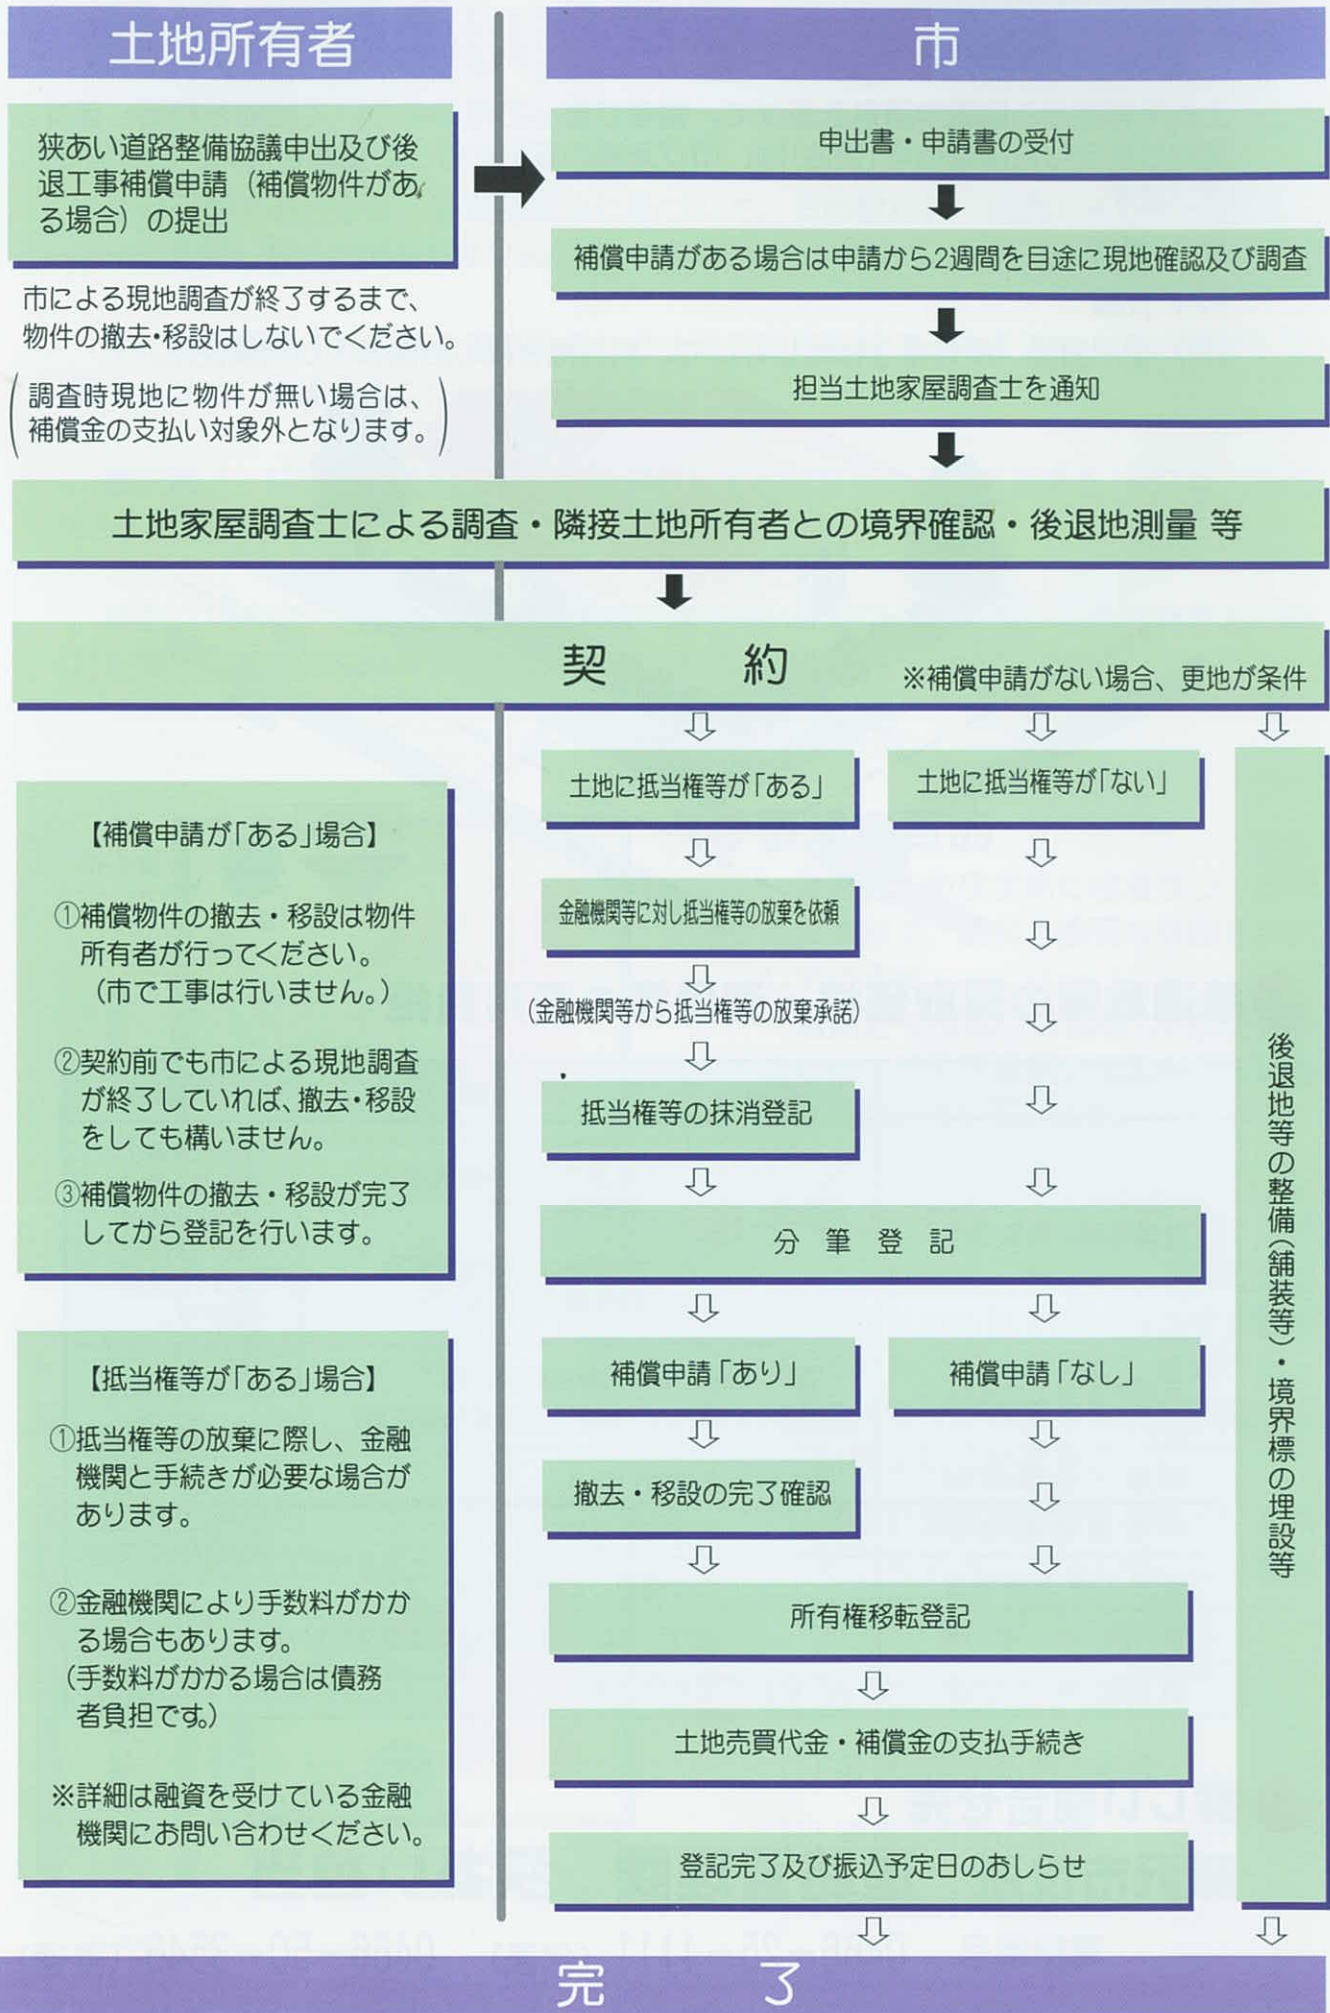 土地所有者
市
狭あい道路整備協議申出及び後
退工事補償申請（補償物件があ
る場合）の提出
市による現地調査が終了するまで、
物件の撤去・移設はしないでください。
（調査時現地に物件が無い場合は、
補償金の支払い対象外となります。）
申出書・申請書の受付
補償申請がある場合は申請から2週間を目途に現地確認及び調査
担当土地家屋調査士を通知
土地家屋調査士による調査・隣接土地所有者との境界確認・後退地測量 等
契 約
※補償申請がない場合、更地が条件
【補償申請が「ある」場合】
①補償物件の撤去・移設は物件
所有者が行ってください。
（市で工事は行いません。）
②契約前でも市による現地調査
が終了していれば、撤去・移設
をしても構いません。
③補償物件の撤去・移設が完了
してから登記を行います。
【抵当権等が「ある」場合】
①抵当権等の放棄に際し、金融
機関と手続きが必要な場合が
あります。
②金融機関により手数料がかか
る場合もあります。
（手数料がかかる場合は債務
者負担です。）
※詳細は融資を受けている金融
機関にお問い合わせください。
土地に抵当権等が「ある」
土地に抵当権等が「ない」
金融機関等に対し抵当権等の放棄を依頼
（金融機関等から抵当権等の放棄承諾）
抵当権等の抹消登記
分筆登記
補償申請「あり」
補償申請「なし」
撤去・移設の完了確認
所有権移転登記
土地売買代金・補償金の支払手続き
登記完了及び振込予定日のおしらせ
後退地等の整備（舗装等）・境界標の埋設等
完 了